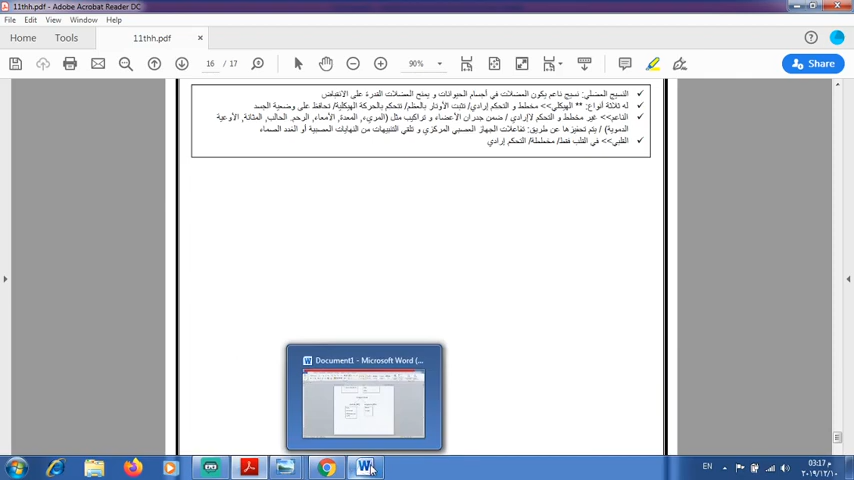 11thh.pdf - Adobe Acrobat Reader DC
File Edit View Window Help
Home Tools 11thh.pdf ×
16 / 17 90% Share
✓ النسيج العضلي: نسيج ناعم يكون العضلات في أجسام الحيوانات و يمنح العضلات القدرة على الانقباض
✓ له ثلاثة أنواع: ** الهيكلي>> مخطط و التحكم إرادي/ تثبت الأوتار بالعظم/ تتحكم بالحركة الهيكلية/ تحافظ على وضعية الجسد
✓ الناعم>> غير مخطط و التحكم لاإرادي / ضمن جدران الأعضاء و تراكيب مثل (المريء, المعدة, الأمعاء, الرحم, الحالب, المثانة, الأوعية
الدموية) / يتم تحفيزها عن طريق: تفاعلات الجهاز العصبي المركزي و تلقي التنبيهات من النهايات العصبية أو الغدد الصماء
✓ القلبي>> في القلب فقط/ مخططة/ التحكم إرادي
Document1 - Microsoft Word (...
EN م 03:17
٢٠١٩/١٢/١٠